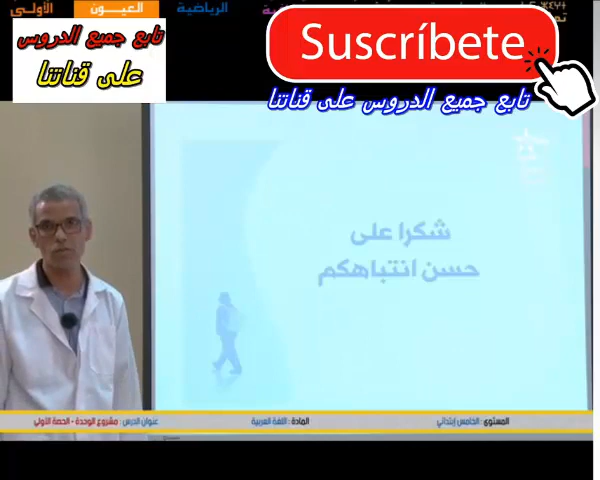 الأولى
العيــون
الرياضية
تابع جميع الدروس
على قناتنا
Suscríbete
تابع جميع الدروس على قناتنا
شكرا على
حسن انتباهكم
المستوى : الخامس إبتدائي
المادة : اللغة العربية
عنوان الدرس : مشروع الوحدة - الحصة الأولى